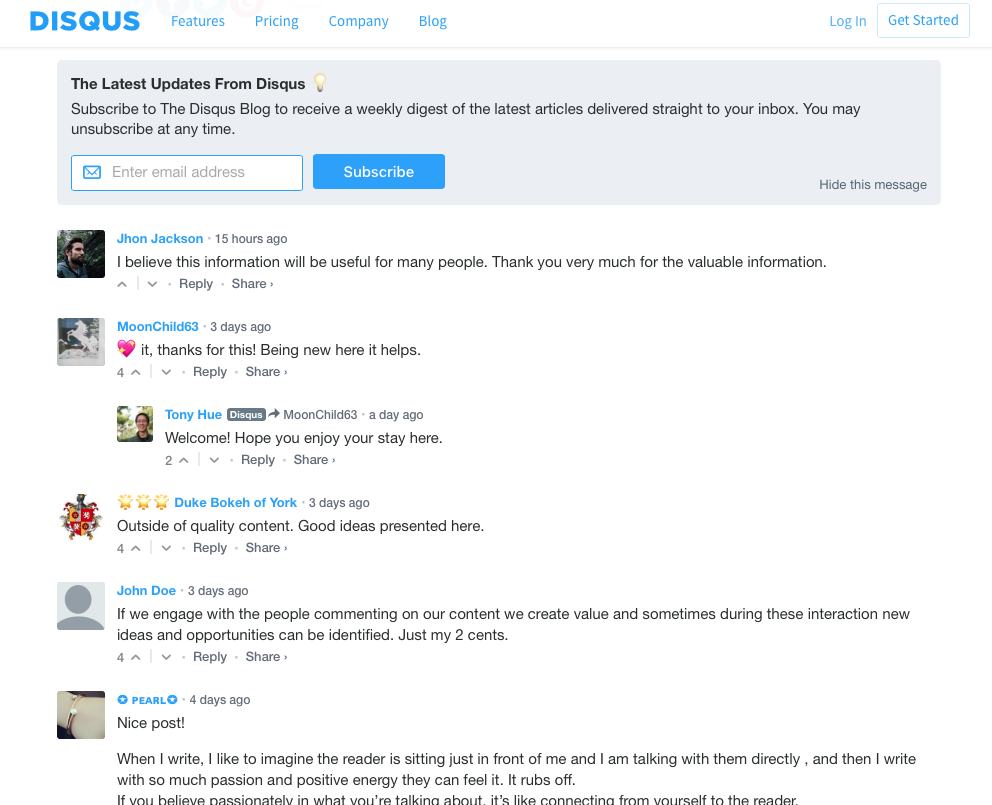 DISQUS Features Pricing Company Blog Log In Get Started
The Latest Updates From Disqus 💡
Subscribe to The Disqus Blog to receive a weekly digest of the latest articles delivered straight to your inbox. You may
unsubscribe at any time.
Enter email address Subscribe
Hide this message
Jhon Jackson · 15 hours ago
I believe this information will be useful for many people. Thank you very much for the valuable information.
· Reply · Share ›
MoonChild63 · 3 days ago
💖 it, thanks for this! Being new here it helps.
4 · Reply · Share ›
Tony Hue Disqus MoonChild63 · a day ago
Welcome! Hope you enjoy your stay here.
2 · Reply · Share ›
🌟🌟🌟 Duke Bokeh of York · 3 days ago
Outside of quality content. Good ideas presented here.
4 · Reply · Share ›
John Doe · 3 days ago
If we engage with the people commenting on our content we create value and sometimes during these interaction new
ideas and opportunities can be identified. Just my 2 cents.
4 · Reply · Share ›
✪ ᴘᴇᴀʀʟ✪ · 4 days ago
Nice post!
When I write, I like to imagine the reader is sitting just in front of me and I am talking with them directly , and then I write
with so much passion and positive energy they can feel it. It rubs off.
If you believe passionately in what you're talking about, it's like connecting from yourself to the reader.